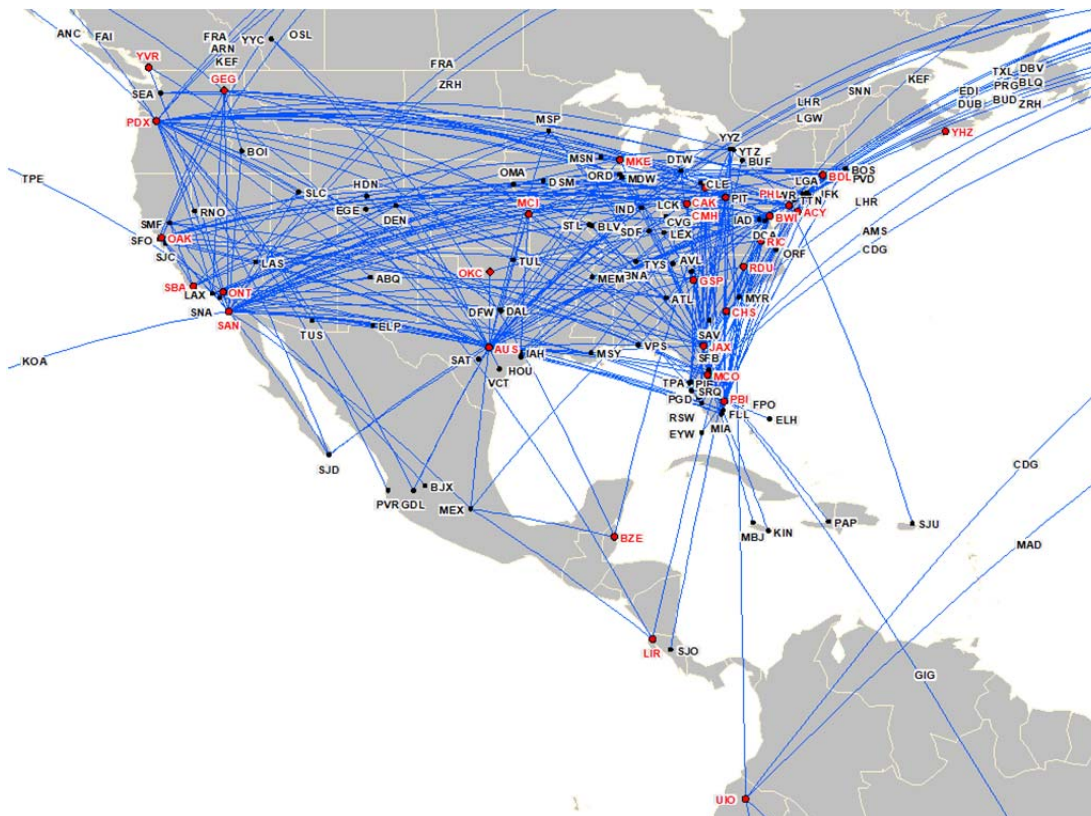 ANC
FAI
FRA
ARN
KEF
YYC
OSL
FRA
ZRH
YVR
GEG
SEA
PDX
BOI
MSP
LHR
LGW
SNN
KEF
TXL
DBV
PRG
BLQ
EDI
DUB
BUD
ZRH
YHZ
TPE
MSN
MKE
DTW
YYZ
YTZ
BUF
ORD
MDW
OMA
DSM
CLE
LGA
BOS
BDL
PVD
SLC
HDN
EGE
DEN
MCI
IND
LCK
CAK
PIT
PHL
JFK
TTN
LHR
RNO
SMF
OAK
SFO
SJC
STL
BLV
SDF
CVG
CMH
LEX
IAD
BWI
ACY
DCA
RIC
ORF
AMS
CDG
LAS
ABQ
OKC
TUL
MEM
BNA
TYS
AVL
GSP
RDU
SBA
LAX
ONT
SNA
SAN
TUS
ELP
DFW
DAL
ATL
MYR
CHS
KOA
AUS
SAT
IAH
HOU
VCT
MSY
VPS
SAV
JAX
SFB
MCO
TPA
PIE
SRQ
PGD
PBI
FPO
RSW
FLL
ELH
EYW
MIA
SJD
PVR
GDL
BJX
MEX
BZE
MBJ
KIN
PAP
SJU
CDG
MAD
LIR
SJO
GIG
UIO